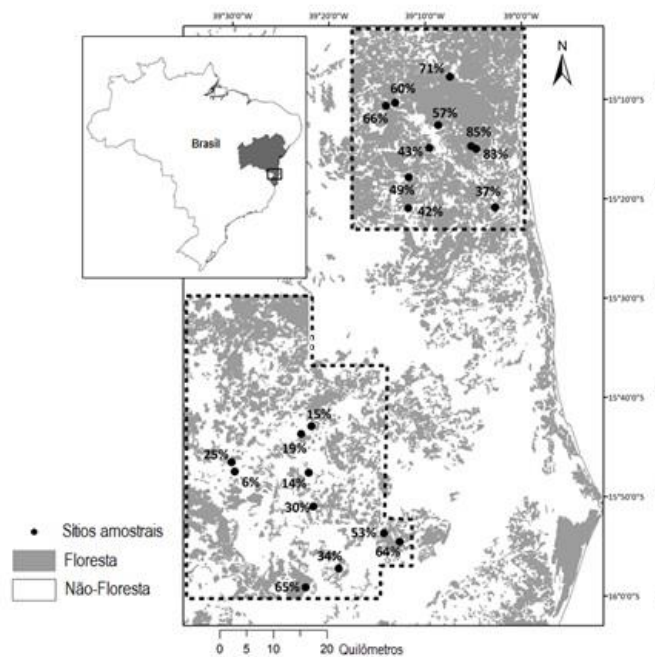 39°30'0"W 39°20'0"W 39°10'0"W 39°0'0"W
N
Brasil
71%
60%
66%
57%
85%
43%
83%
49%
37%
42%
15°10'0"S
15°20'0"S
15°30'0"S
15°40'0"S
15°50'0"S
16°0'0"S
15%
19%
25%
6%
14%
30%
53%
64%
34%
65%
Sítios amostrais
Floresta
Não-Floresta
0 5 10 20 Quilômetros